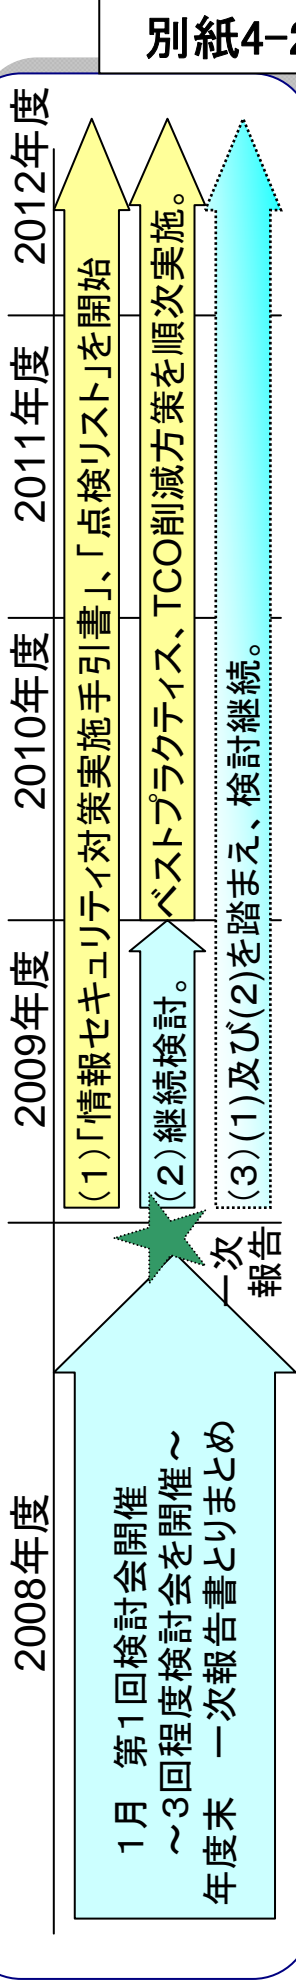 別紙4-2
2008年度
2009年度
2010年度
2011年度
2012年度
1月 第1回検討会開催
~3回程度検討会を開催~
年度末 一次報告書とりまとめ
一次
報告
(1)「情報セキュリティ対策実施手引書」、「点検リスト」を開始
(2)継続検討。
ベストプラクティス、TCO削減方策を順次実施。
(3)(1)及び(2)を踏まえ、検討継続。